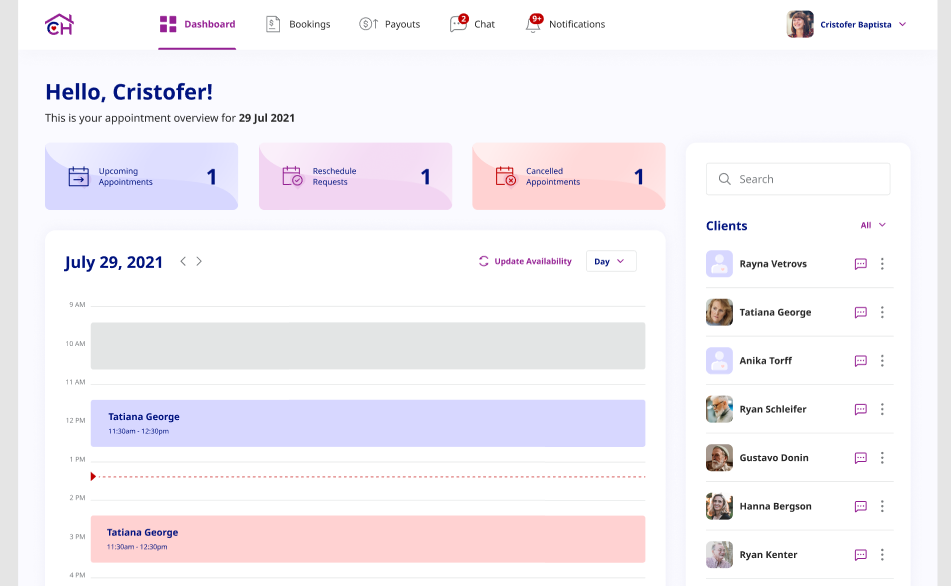 CH
Dashboard
Bookings
Payouts
2
Chat
9+
Notifications
Cristofer Baptista
Hello, Cristofer!
This is your appointment overview for 29 Jul 2021
Upcoming
Appointments
1
Reschedule
Requests
1
Cancelled
Appointments
1
July 29, 2021
Update Availability
Day
9 AM
10 AM
11 AM
12 PM
Tatiana George
11:30am - 12:30pm
1 PM
2 PM
3 PM
Tatiana George
11:30am - 12:30pm
4 PM
Search
Clients
All
Rayna Vetrovs
Tatiana George
Anika Torff
Ryan Schleifer
Gustavo Donin
Hanna Bergson
Ryan Kenter